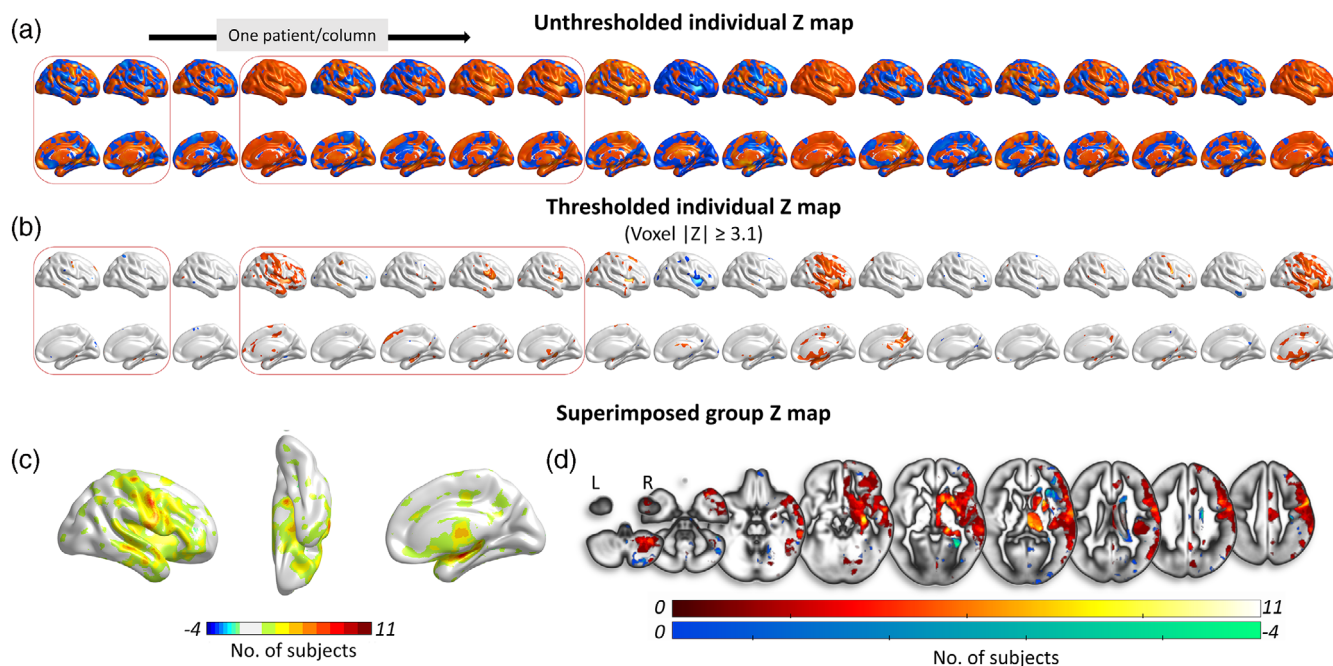 (a)
Unthresholded individual Z map
One patient/column
Thresholded individual Z map
(b)
(Voxel |Z| ≥ 3.1)
Superimposed group Z map
(c)
(d)
L
R
-4
11
No. of subjects
0
11
0
-4
No. of subjects